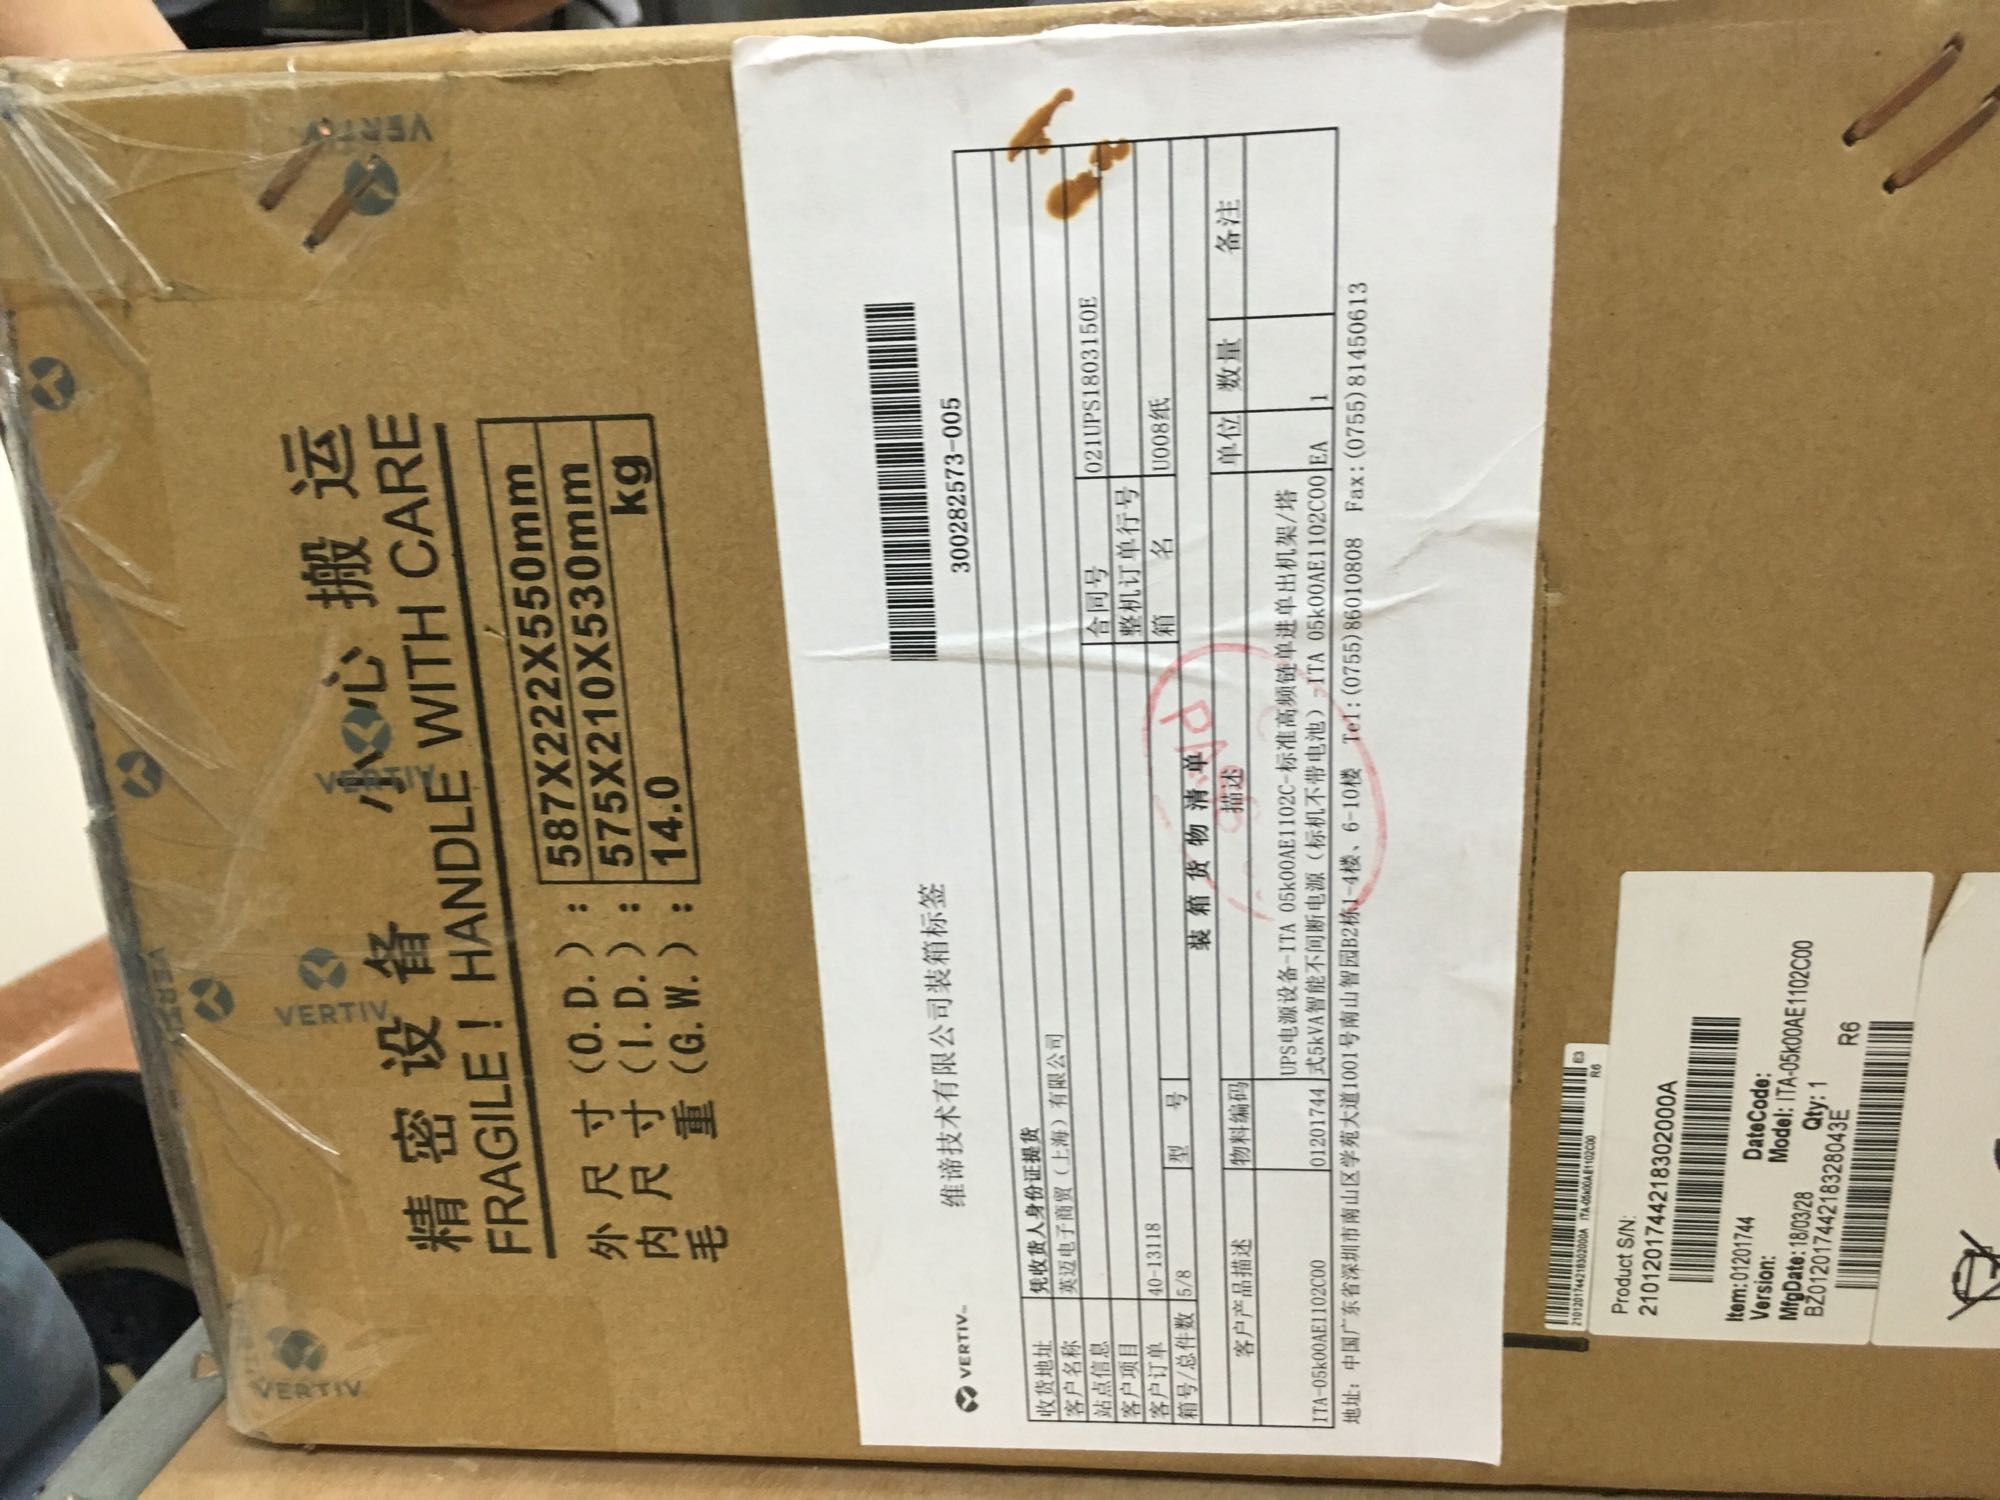 精密设备 小心搬运
FRAGILE! HANDLE WITH CARE
外尺寸(O.D.): 587X222X550mm
内尺寸(I.D.): 575X210X530mm
毛重(G.W.): 14.0 kg
VERTIV
VERTIV
VERTIV
VERTIV
VERTIV
VERTIV 维谛技术有限公司装箱标签
300282573-005
收货地址 凭收货人身份证提货
客户名称 英迈电子商贸（上海）有限公司
站点信息 合同号 021UPS1803150E
客户项目 整机订单行号
客户订单 40-13118 箱 名 U008纸
箱号/总件数 5/8 型 号
装 箱 货 物 清 单
客户产品描述 物料编码 描述 单位 数量 备注
UPS电源设备-ITA 05k00AE1102C-标准高频链单进单出机架/塔
ITA-05k00AE1102C00 01201744 式5kVA智能不间断电源（标机不带电池）-ITA 05k00AE1102C00 EA 1
地址: 中国广东省深圳市南山区学苑大道1001号南山智园B2栋1-4楼、6-10楼 Tel:(0755)86010808 Fax:(0755)81450613
2101201744218302000A ITA-05k00AE1102C00 E3 R6
Product S/N:
2101201744218302000A
Item:01201744 DateCode:
Version: Model: ITA-05k00AE1102C00
MfgDate:18/03/28 Qty: 1
BZ01201744218328043E R6